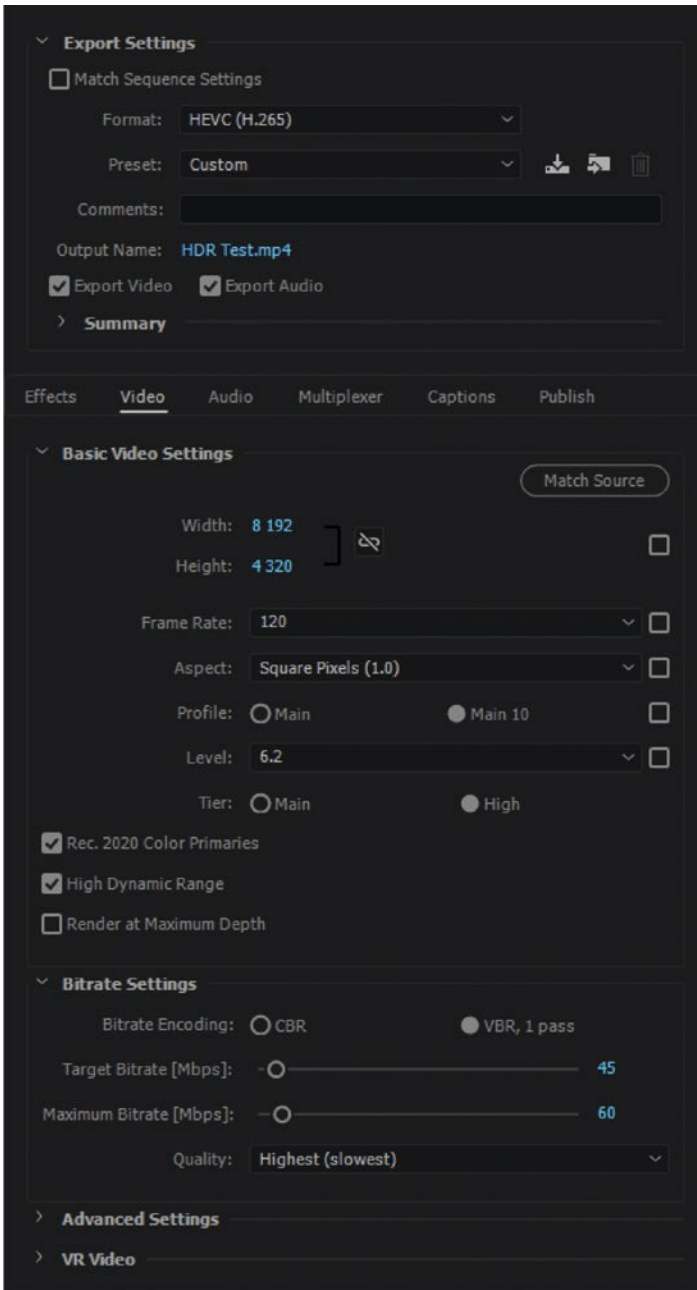 Export Settings
Match Sequence Settings
Format: HEVC (H.265)
Preset: Custom
Comments:
Output Name: HDR Test.mp4
Export Video Export Audio
Summary
Effects Video Audio Multiplexer Captions Publish
Basic Video Settings
Match Source
Width: 8 192
Height: 4 320
Frame Rate: 120
Aspect: Square Pixels (1.0)
Profile: Main Main 10
Level: 6.2
Tier: Main High
Rec. 2020 Color Primaries
High Dynamic Range
Render at Maximum Depth
Bitrate Settings
Bitrate Encoding: CBR VBR, 1 pass
Target Bitrate [Mbps]: 45
Maximum Bitrate [Mbps]: 60
Quality: Highest (slowest)
Advanced Settings
VR Video